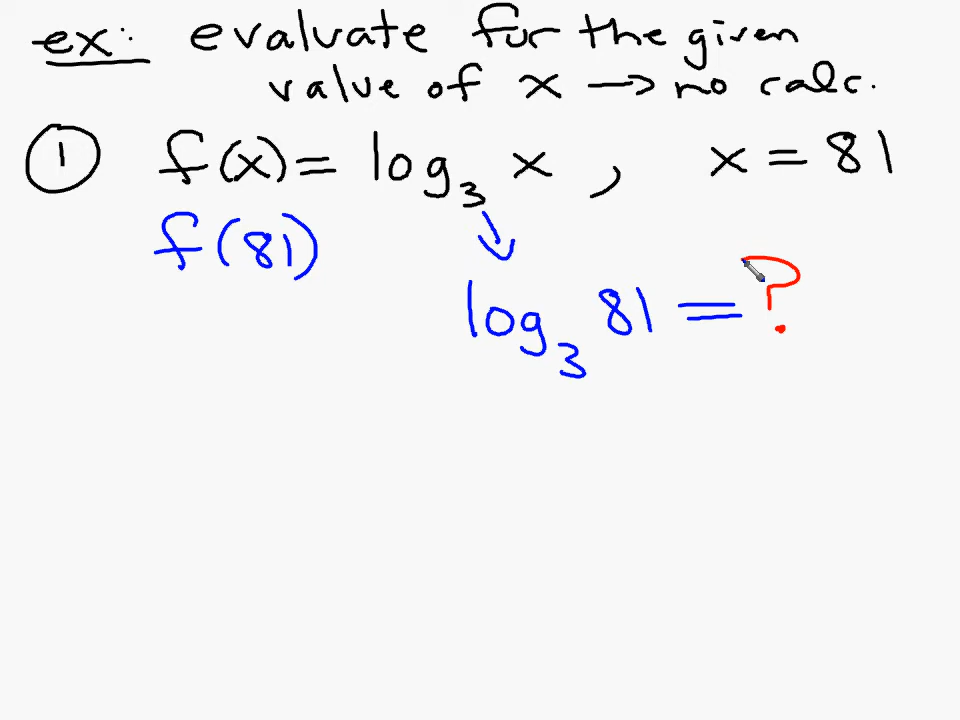 ex: evaluate for the given
value of x → no calc.
① f(x) = log₃ x , x = 81
f(81)
log₃ 81 = ?